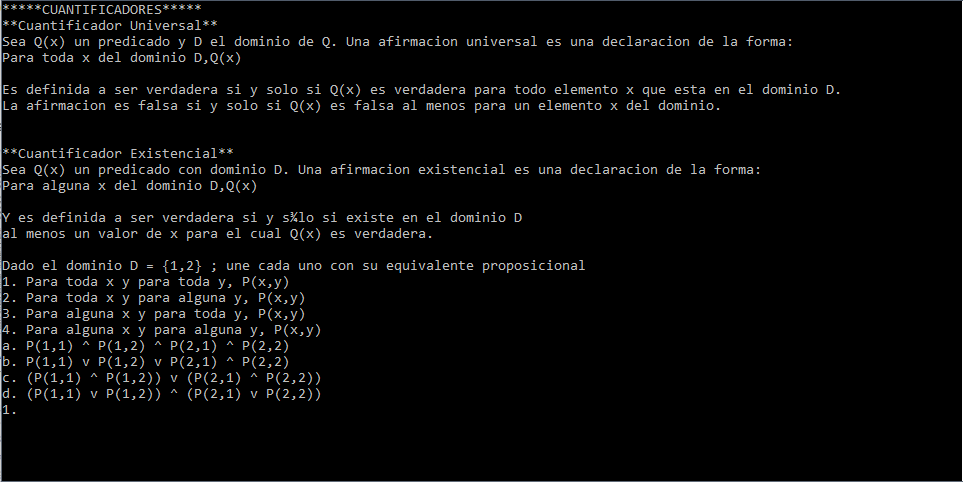 *****CUANTIFICADORES*****
**Cuantificador Universal**
Sea Q(x) un predicado y D el dominio de Q. Una afirmacion universal es una declaracion de la forma:
Para toda x del dominio D,Q(x)
Es definida a ser verdadera si y solo si Q(x) es verdadera para todo elemento x que esta en el dominio D.
La afirmacion es falsa si y solo si Q(x) es falsa al menos para un elemento x del dominio.
**Cuantificador Existencial**
Sea Q(x) un predicado con dominio D. Una afirmacion existencial es una declaracion de la forma:
Para alguna x del dominio D,Q(x)
Y es definida a ser verdadera si y s¾lo si existe en el dominio D
al menos un valor de x para el cual Q(x) es verdadera.
Dado el dominio D = {1,2} ; une cada uno con su equivalente proposicional
1. Para toda x y para toda y, P(x,y)
2. Para toda x y para alguna y, P(x,y)
3. Para alguna x y para toda y, P(x,y)
4. Para alguna x y para alguna y, P(x,y)
a. P(1,1) ^ P(1,2) ^ P(2,1) ^ P(2,2)
b. P(1,1) v P(1,2) v P(2,1) ^ P(2,2)
c. (P(1,1) ^ P(1,2)) v (P(2,1) ^ P(2,2))
d. (P(1,1) v P(1,2)) ^ (P(2,1) v P(2,2))
1.